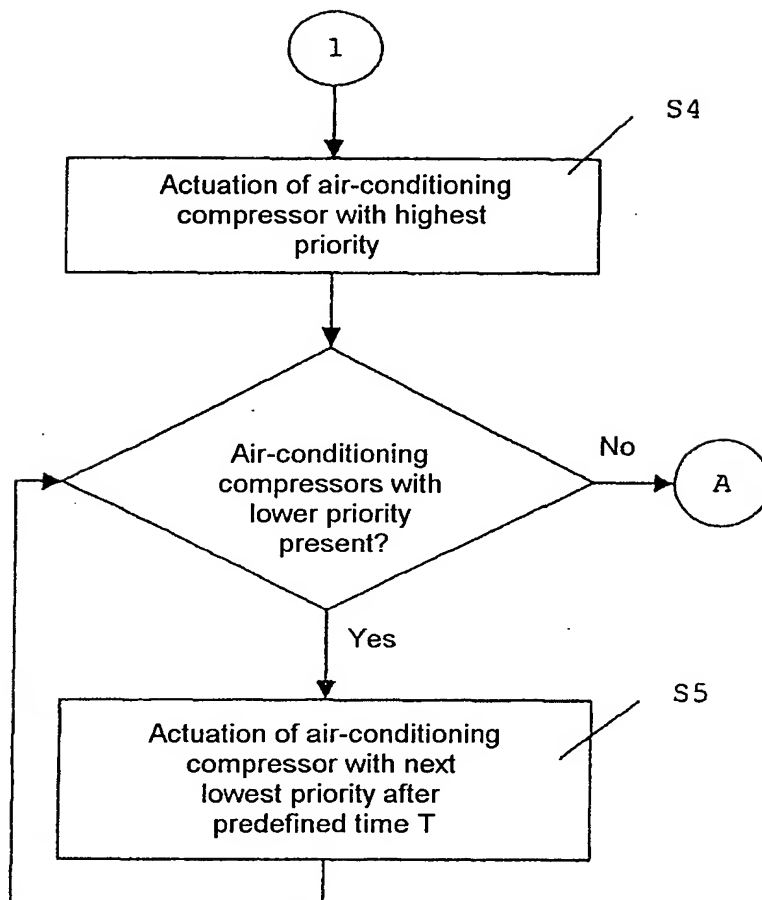 1
S4
Actuation of air-conditioning
compressor with highest
priority
Air-conditioning
compressors with
lower priority
present?
No
A
Yes
S5
Actuation of air-conditioning
compressor with next
lowest priority after
predefined time T